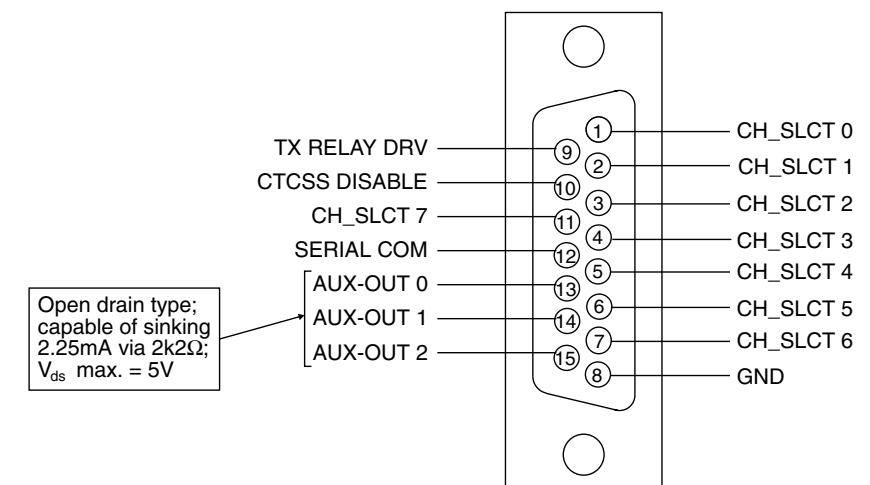 TX RELAY DRV
CTCSS DISABLE
CH_SLCT 7
SERIAL COM
AUX-OUT 0
AUX-OUT 1
AUX-OUT 2
Open drain type;
capable of sinking
2.25mA via 2k2Ω;
Vds max. = 5V
9
10
11
12
13
14
15
1
2
3
4
5
6
7
8
CH_SLCT 0
CH_SLCT 1
CH_SLCT 2
CH_SLCT 3
CH_SLCT 4
CH_SLCT 5
CH_SLCT 6
GND